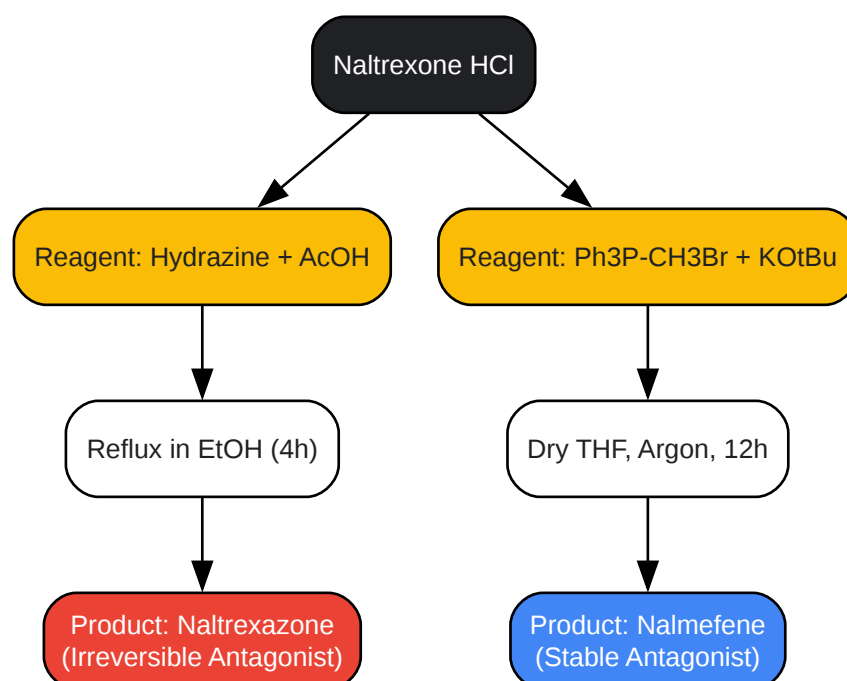 Naltrexone HCl
Reagent: Hydrazine + AcOH
Reagent: Ph3P-CH3Br + KOtBu
Reflux in EtOH (4h)
Dry THF, Argon, 12h
Product: Naltrexazone
(Irreversible Antagonist)
Product: Nalmefene
(Stable Antagonist)